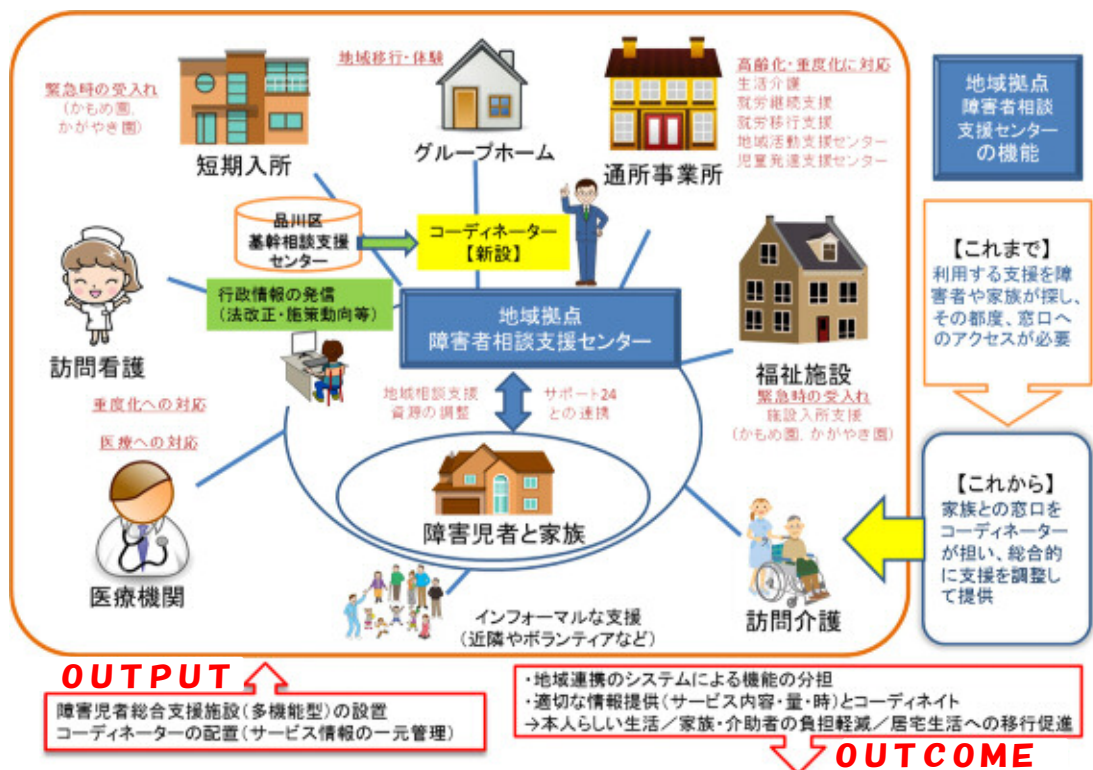 緊急時の受入れ
(かもめ園,
かがやき園)
短期入所
地域移行・体験
グループホーム
高齢化・重度化に対応
生活介護
就労継続支援
就労移行支援
地域活動支援センター
児童発達支援センター
通所事業所
地域拠点
障害者相談
支援センター
の機能
品川区
基幹相談支援
センター
コーディネーター
【新設】
行政情報の発信
(法改正・施策動向等)
地域拠点
障害者相談支援センター
訪問看護
重度化への対応
医療への対応
医療機関
地域相談支援
資源の調整
サポート24
との連携
障害児者と家族
福祉施設
緊急時の受入れ
施設入所支援
(かもめ園, かがやき園)
訪問介護
インフォーマルな支援
(近隣やボランティアなど)
【これまで】
利用する支援を障
害者や家族が探し、
その都度、窓口へ
のアクセスが必要
【これから】
家族との窓口を
コーディネーター
が担い、総合的
に支援を調整し
て提供
OUTPUT
障害児者総合支援施設(多機能型)の設置
コーディネーターの配置(サービス情報の一元管理)
・地域連携のシステムによる機能の分担
・適切な情報提供(サービス内容・量・時)とコーディネイト
→本人らしい生活/家族・介助者の負担軽減/居宅生活への移行促進
OUTCOME